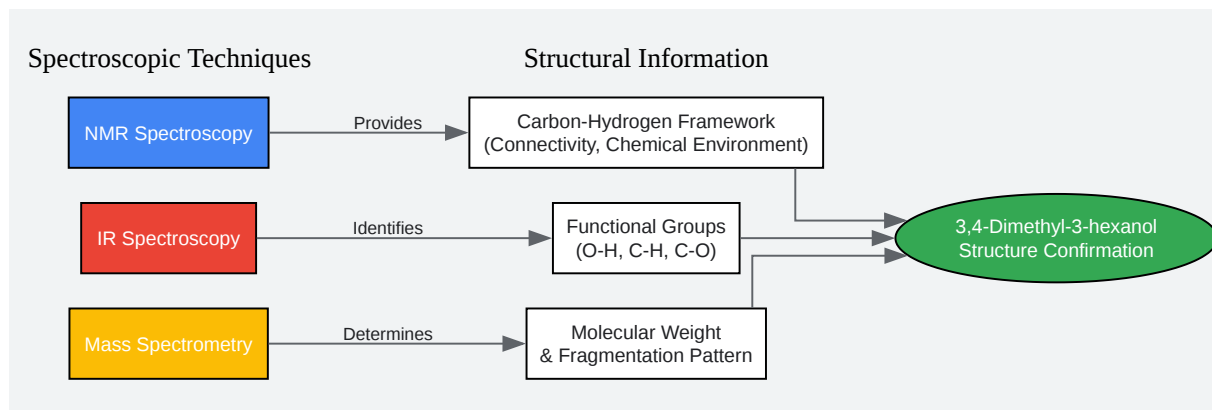 Spectroscopic Techniques
Structural Information
NMR Spectroscopy
Provides
Carbon-Hydrogen Framework
(Connectivity, Chemical Environment)
IR Spectroscopy
Identifies
Functional Groups
(O-H, C-H, C-O)
3,4-Dimethyl-3-hexanol
Structure Confirmation
Mass Spectrometry
Determines
Molecular Weight
& Fragmentation Pattern